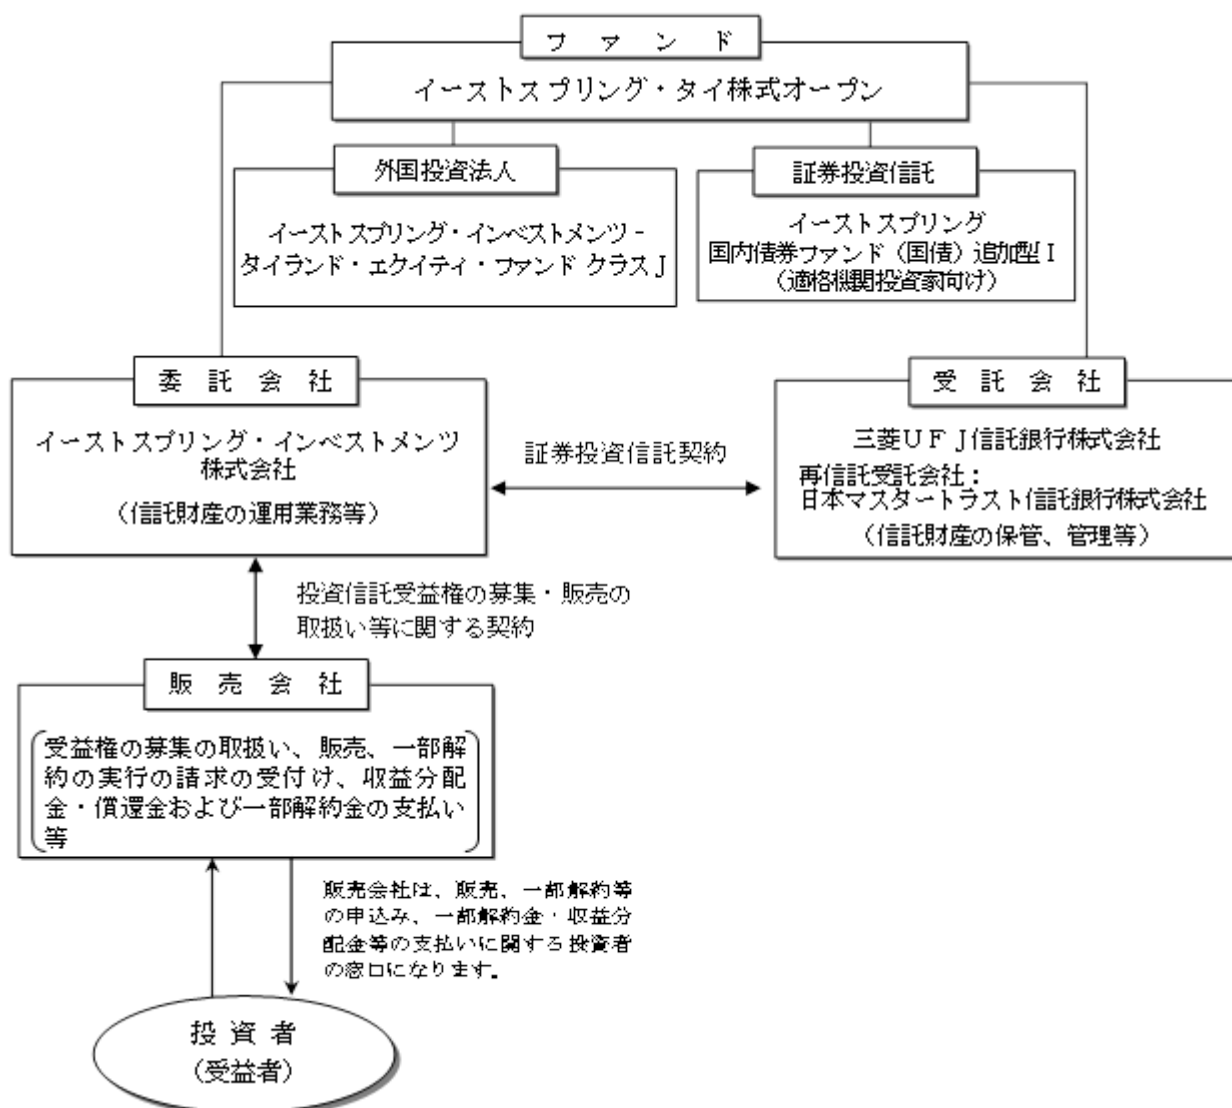 ファンド
イーストスプリング・タイ株式オープン
外国投資法人
イーストスプリング・インベストメンツ－
タイランド・エクイティ・ファンド クラスＪ
証券投資信託
イーストスプリング
国内債券ファンド（国債）追加型Ｉ
（適格機関投資家向け）
委託会社
イーストスプリング・インベストメンツ
株式会社
（信託財産の運用業務等）
証券投資信託契約
受託会社
三菱ＵＦＪ信託銀行株式会社
再信託受託会社：
日本マスタートラスト信託銀行株式会社
（信託財産の保管、管理等）
投資信託受益権の募集・販売の
取扱い等に関する契約
販売会社
受益権の募集の取扱い、販売、一部解
約の実行の請求の受付け、収益分配
金・償還金および一部解約金の支払い
等
販売会社は、販売、一部解約等
の申込み、一部解約金・収益分
配金等の支払いに関する投資者
の窓口になります。
投資者
（受益者）